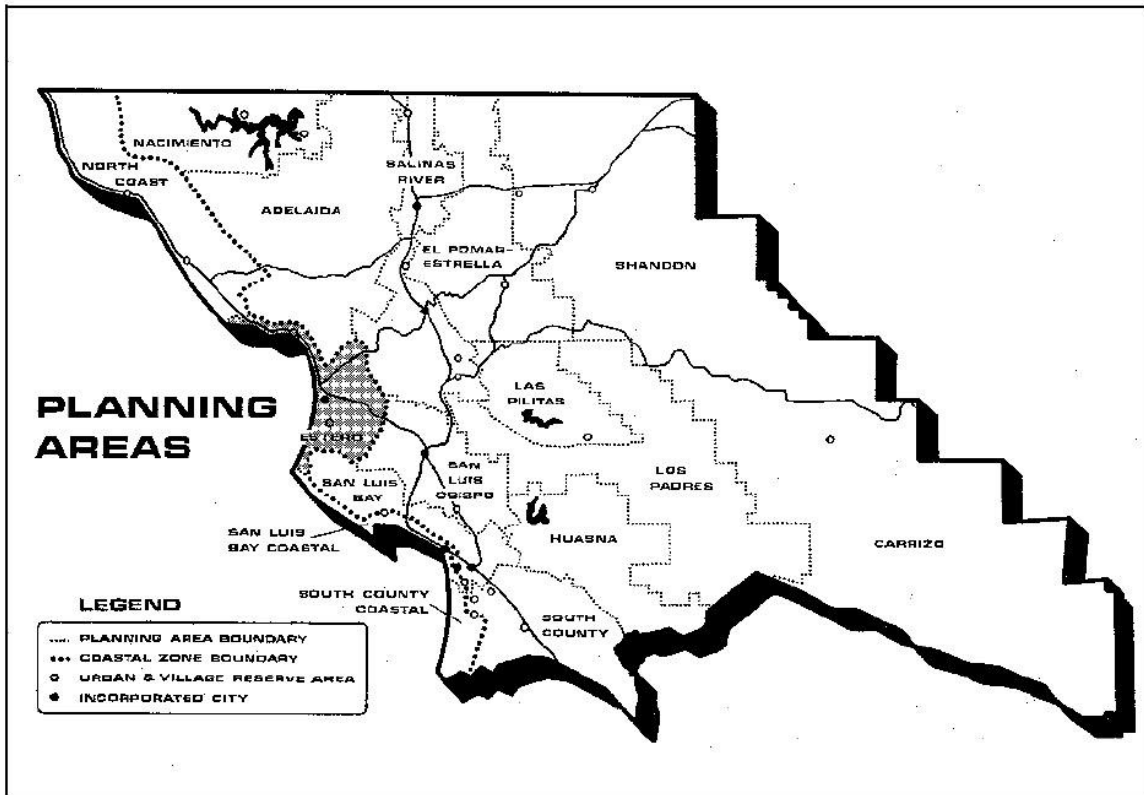 NACIMIENTO
NORTH
COAST
ADELAIDA
SALINAS
RIVER
EL POMAR-
ESTRELLA
SHANDON
PLANNING
AREAS
LAS
PILITAS
ESTERO
SAN LUIS
BAY
SAN
LUIS
OBISPO
LOS
PADRES
SAN LUIS
BAY COASTAL
HUASNA
CARRIZO
SOUTH COUNTY
COASTAL
SOUTH
COUNTY
LEGEND
PLANNING AREA BOUNDARY
COASTAL ZONE BOUNDARY
URBAN & VILLAGE RESERVE AREA
INCORPORATED CITY